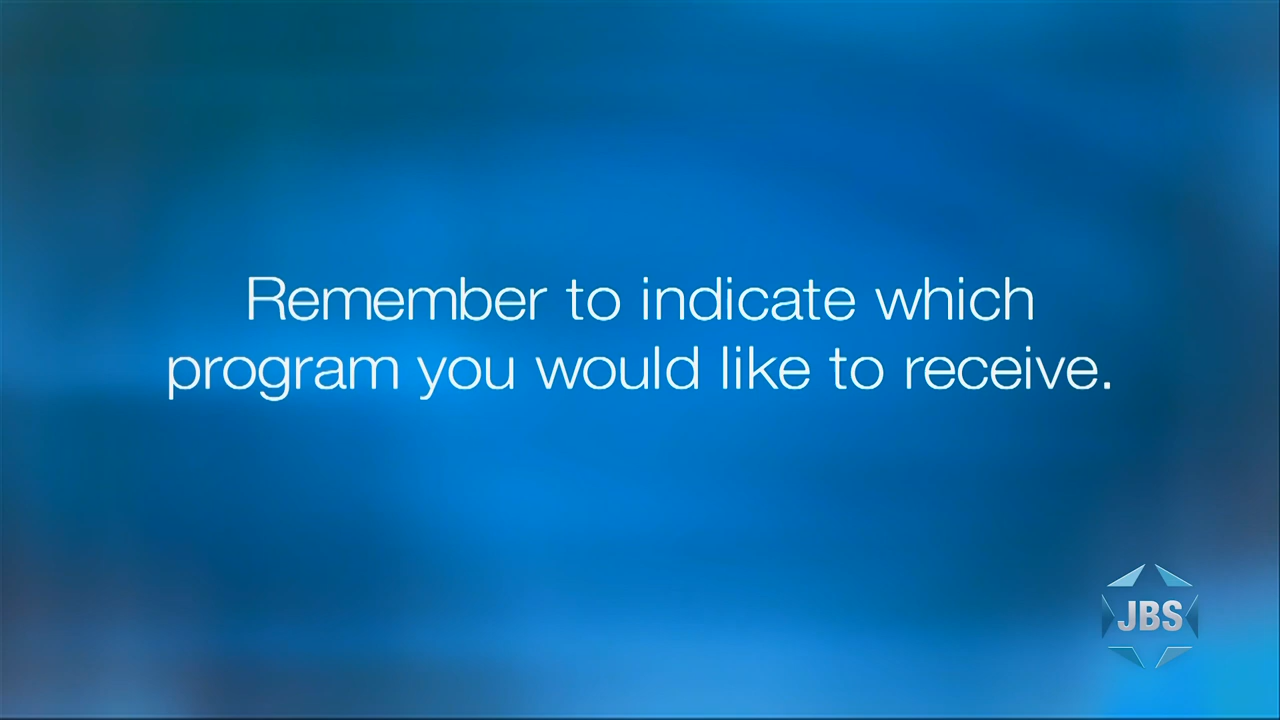 Remember to indicate which
program you would like to receive.
JBS